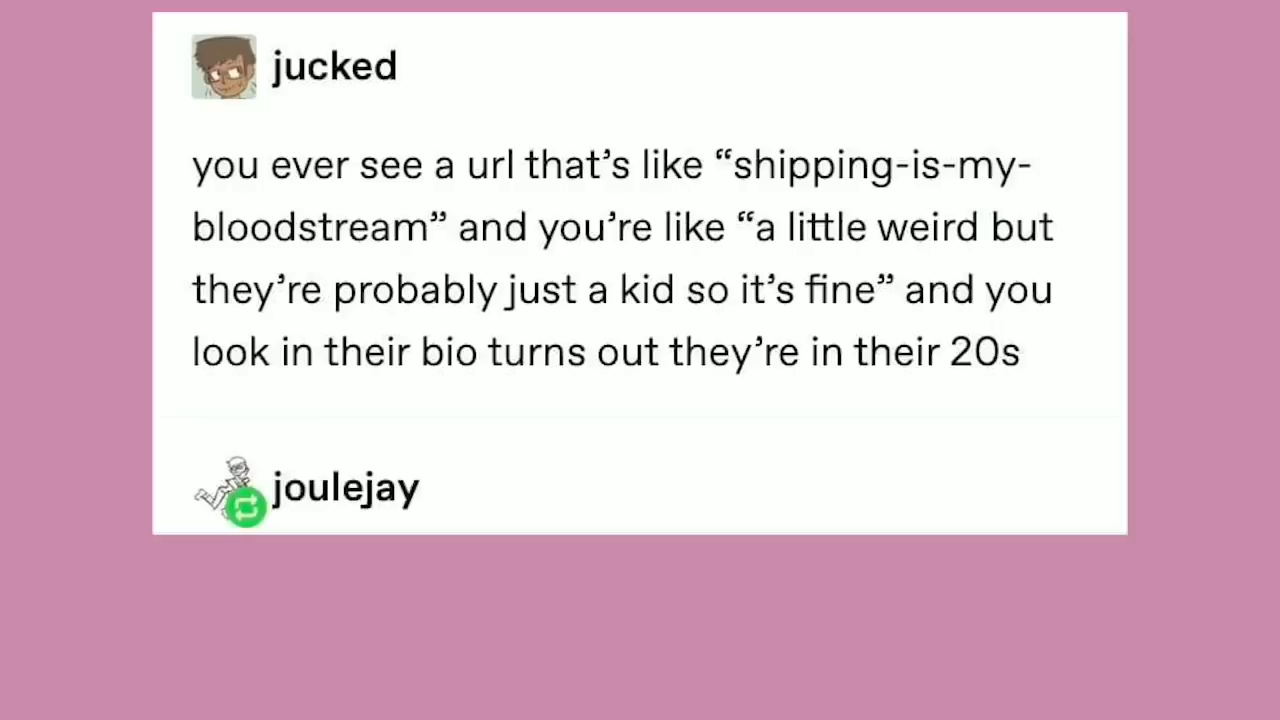 jucked
you ever see a url that’s like “shipping-is-my-
bloodstream” and you’re like “a little weird but
they’re probably just a kid so it’s fine” and you
look in their bio turns out they’re in their 20s
joulejay